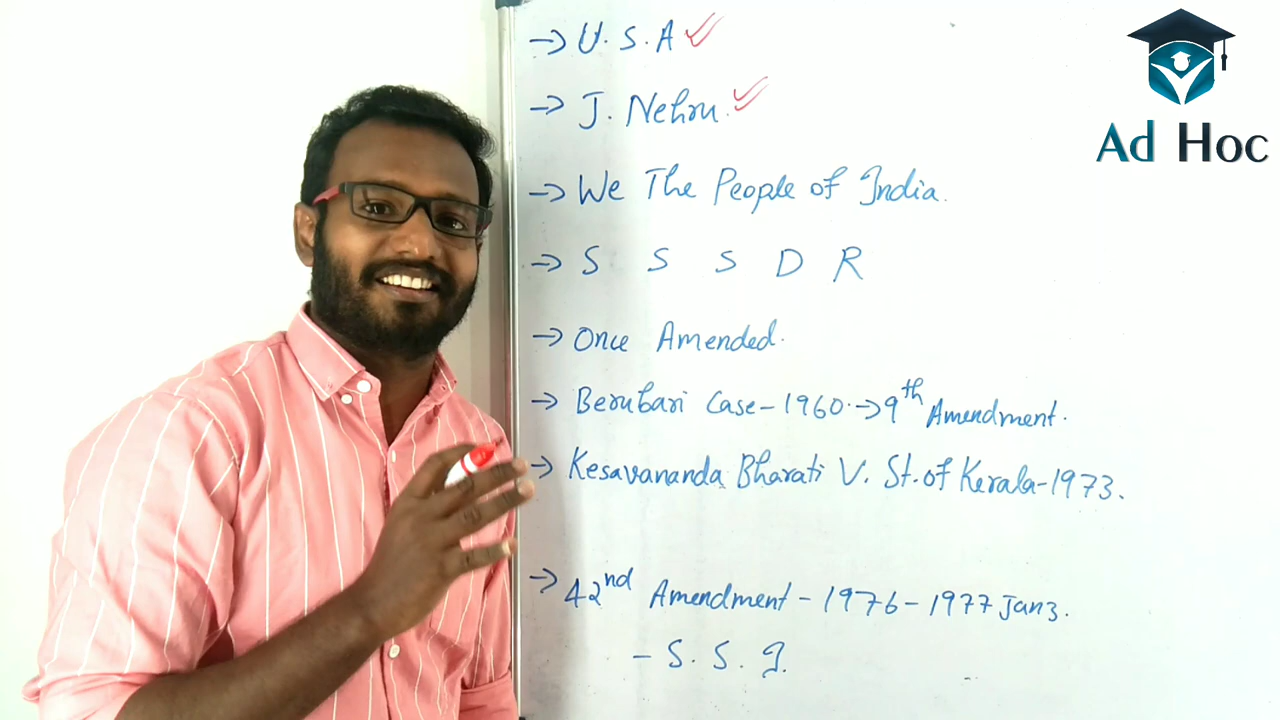 → U.S.A
→ J. Nehru.
→ We The People of India.
→ S S S D R
→ Once Amended.
→ Berubari Case-1960.→9th Amendment.
→ Kesavananda Bharati V. St. of Kerala-1973.
→ 42nd Amendment - 1976 - 1977 Jan 3.
- S. S. I.
Ad Hoc